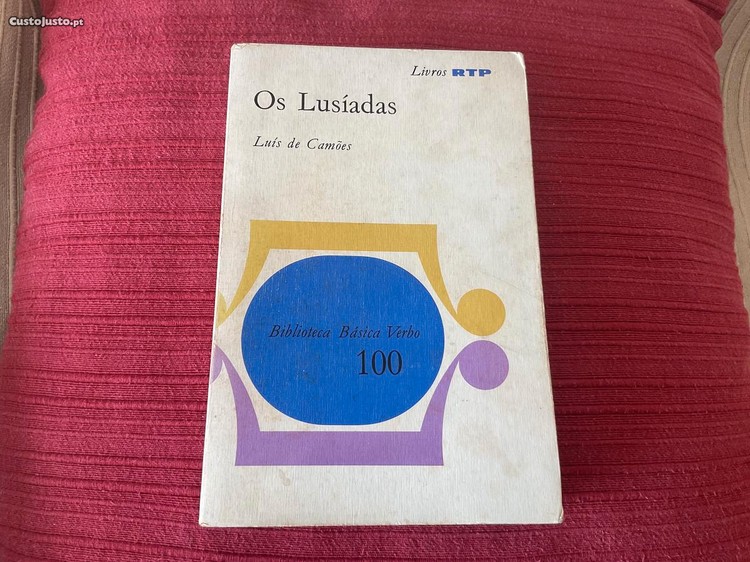 CustoJusto.pt
Livros RTP
Os Lusíadas
Luís de Camões
Biblioteca Básica Verbo
100